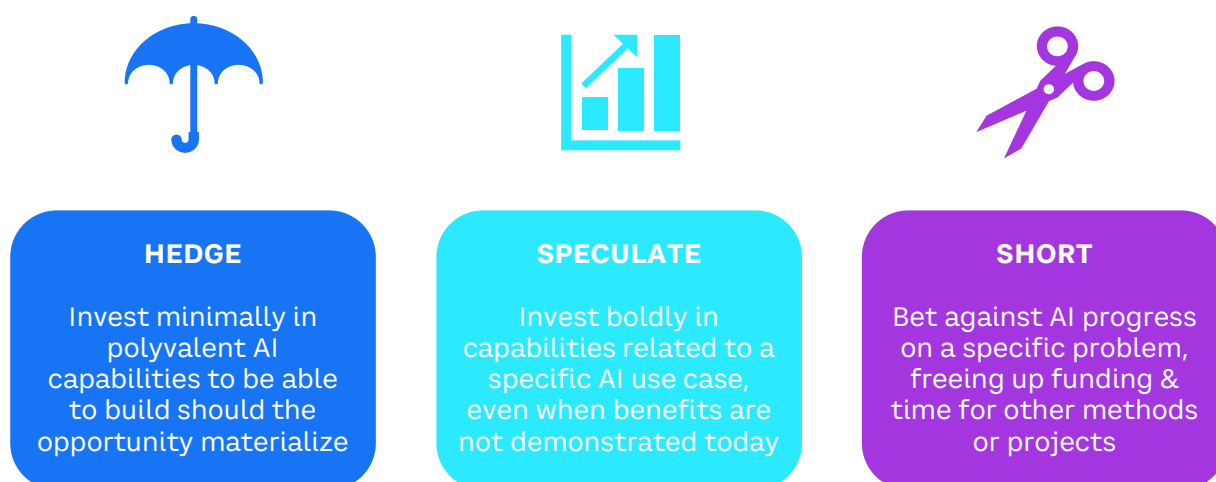 HEDGE
Invest minimally in
polyvalent AI
capabilities to be able
to build should the
opportunity materialize
SPECULATE
Invest boldly in
capabilities related to a
specific AI use case,
even when benefits are
not demonstrated today
SHORT
Bet against AI progress
on a specific problem,
freeing up funding &
time for other methods
or projects